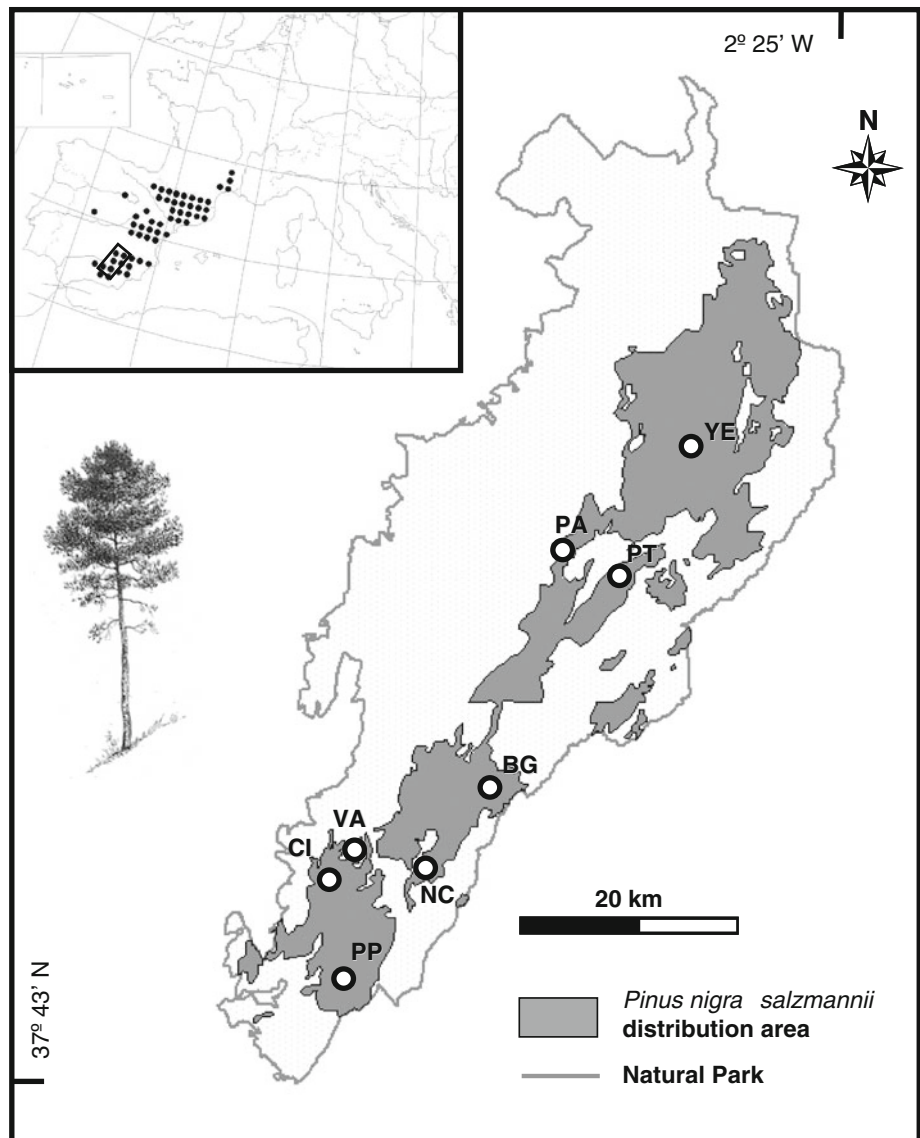 2º 25' W
N
YE
PA
PT
BG
VA
CI
NC
PP
20 km
37º 43' N
Pinus nigra salzmannii
distribution area
Natural Park